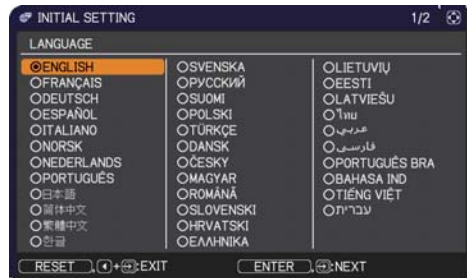 INITIAL SETTING 1/2
LANGUAGE
ENGLISH
FRANÇAIS
DEUTSCH
ESPAÑOL
ITALIANO
NORSK
NEDERLANDS
PORTUGUÊS
日本語
简体中文
繁體中文
한글
SVENSKA
РУССКИЙ
SUOMI
POLSKI
TÜRKÇE
DANSK
ČESKY
MAGYAR
ROMÂNĂ
SLOVENSKI
HRVATSKI
ΕΛΛΗΝΙΚΑ
LIETUVIŲ
EESTI
LATVIEŠU
ไทย
عربي
فارسی
PORTUGUÊS BRA
BAHASA IND
TIẾNG VIỆT
עברית
RESET , + :EXIT ENTER , :NEXT